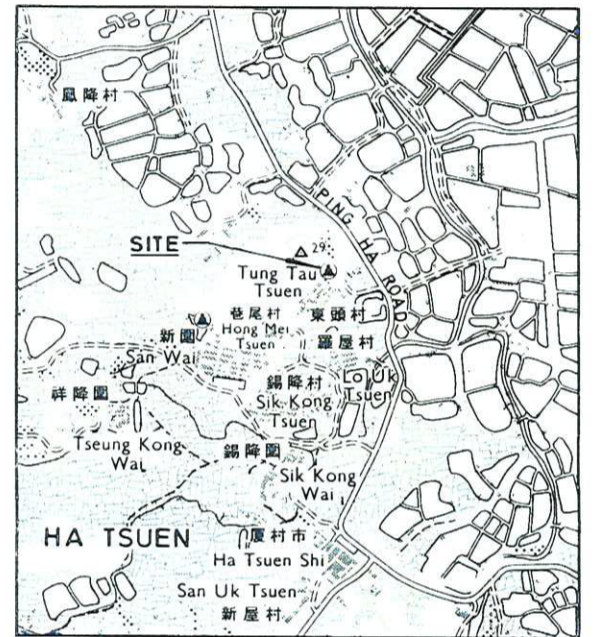 鳳降村
PING HA ROAD
SITE
29
Tung Tau
Tsuen
巷尾村
Hong Mei
Tsuen
東頭村
羅屋村
新圍
San Wai
錫降村
Sik Kong
Tsuen
Lo Uk
Tsuen
祥降圍
Tseung Kong
Wai
錫降圍
Sik Kong
Wai
HA TSUEN
厦村市
Ha Tsuen Shi
San Uk Tsuen
新屋村